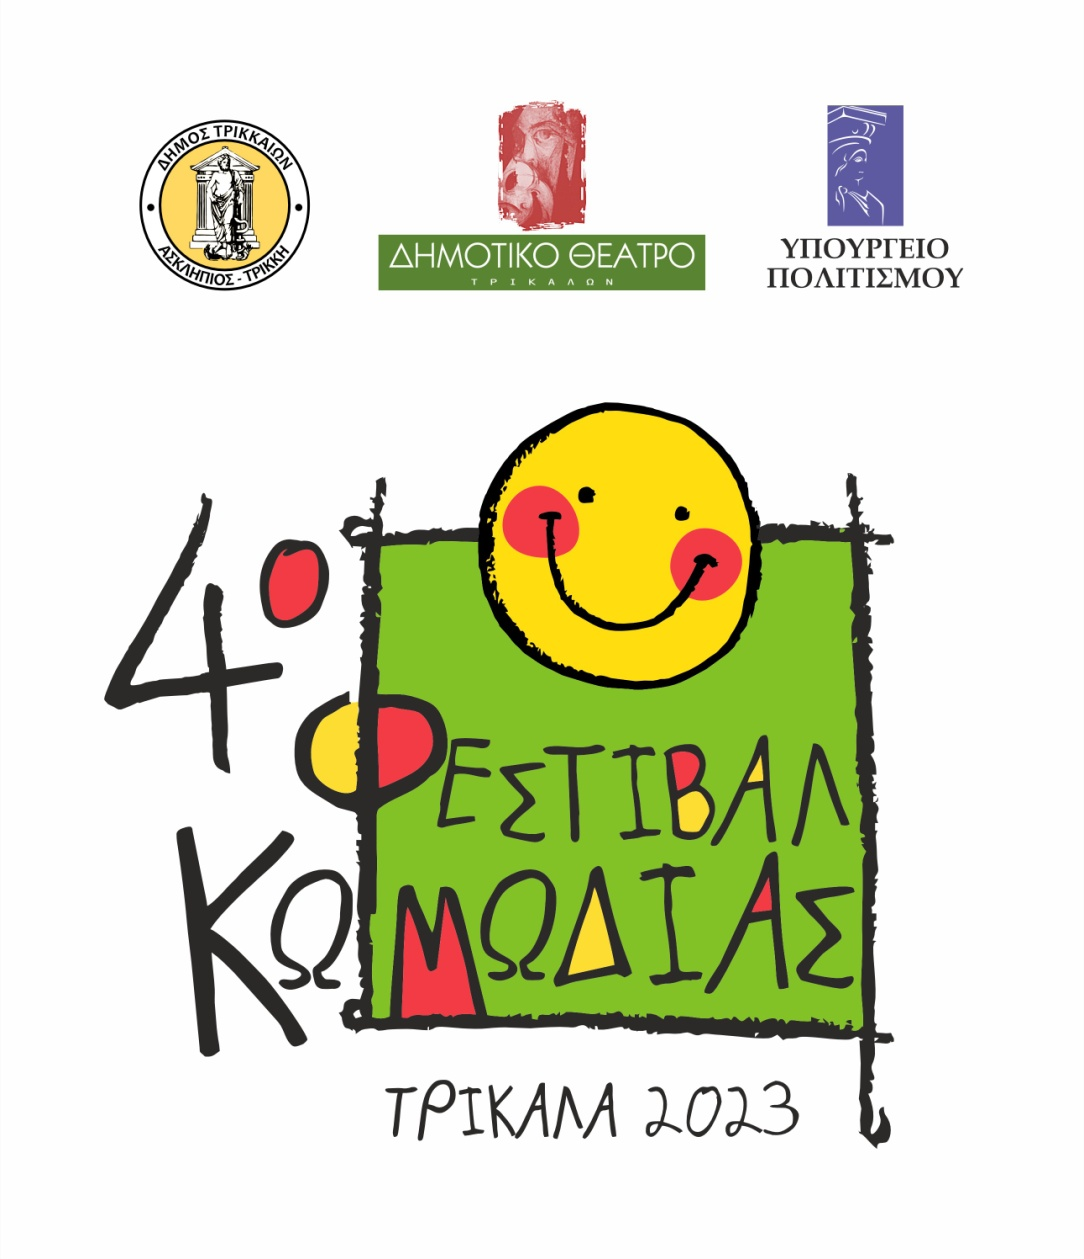 ΔΗΜΟΣ ΤΡΙΚΚΑΙΩΝ
ΑΣΚΛΗΠΙΟΣ - ΤΡΙΚΚΗ
ΔΗΜΟΤΙΚΟ ΘΕΑΤΡΟ
ΤΡΙΚΑΛΩΝ
ΥΠΟΥΡΓΕΙΟ
ΠΟΛΙΤΙΣΜΟΥ
4ο
ΦΕΣΤΙΒΑΛ
ΚΩΜΩΔΙΑΣ
ΤΡΙΚΑΛΑ 2023